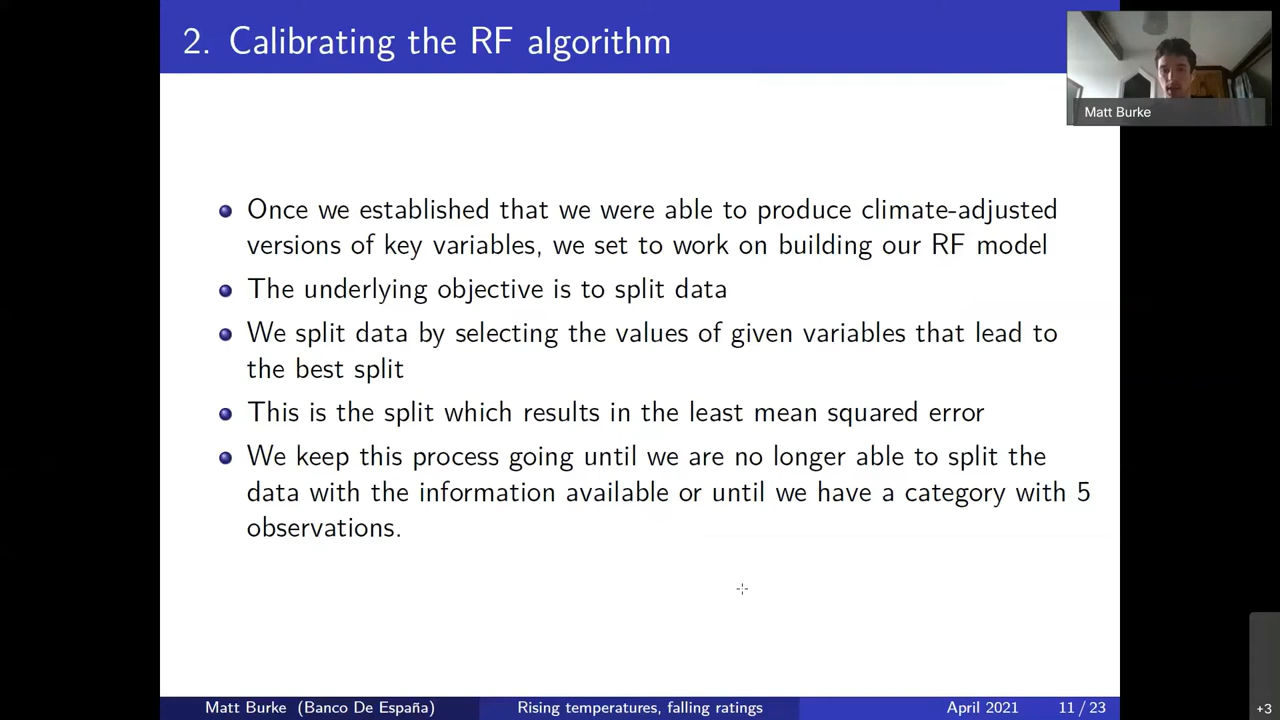 2. Calibrating the RF algorithm
Matt Burke
Once we established that we were able to produce climate-adjusted
versions of key variables, we set to work on building our RF model
The underlying objective is to split data
We split data by selecting the values of given variables that lead to
the best split
This is the split which results in the least mean squared error
We keep this process going until we are no longer able to split the
data with the information available or until we have a category with 5
observations.
Matt Burke (Banco De España)
Rising temperatures, falling ratings
April 2021
11 / 23
+3